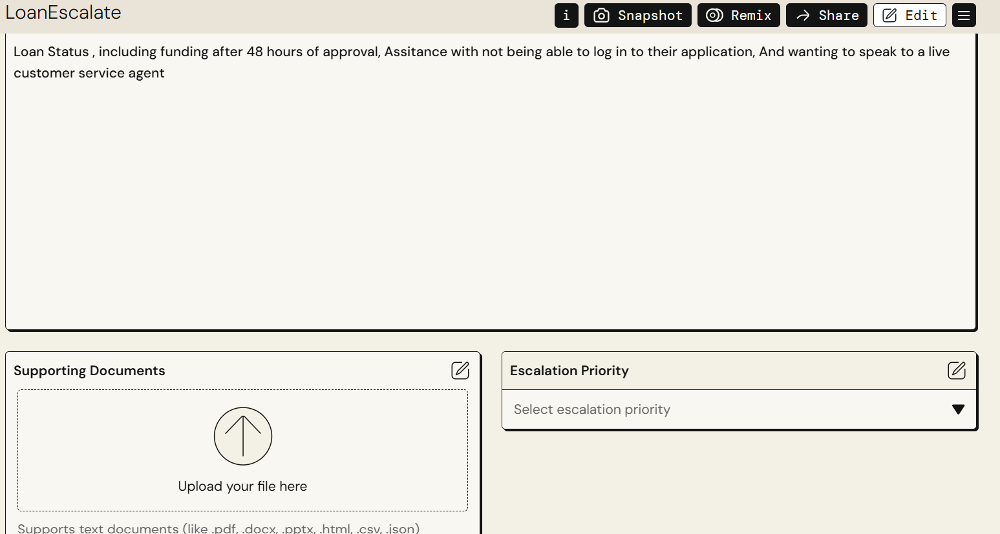 LoanEscalate
i
Snapshot
Remix
Share
Edit
Loan Status , including funding after 48 hours of approval, Assitance with not being able to log in to their application, And wanting to speak to a live
customer service agent
Supporting Documents
Upload your file here
Supports text documents (like .pdf, .docx, .pptx, .html, .csv, .json)
Escalation Priority
Select escalation priority